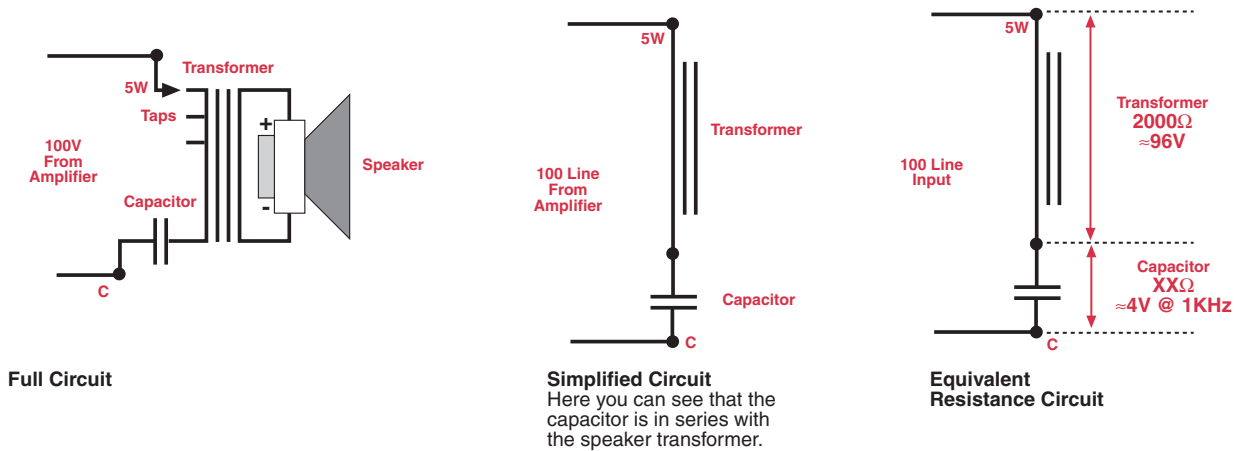 5W
Transformer
Taps
100V
From
Amplifier
Capacitor
+
-
Speaker
C
Full Circuit
5W
Transformer
100 Line
From
Amplifier
Capacitor
C
Simplified Circuit
Here you can see that the
capacitor is in series with
the speaker transformer.
5W
Transformer
2000Ω
≈96V
100 Line
Input
Capacitor
XXΩ
≈4V @ 1KHz
C
Equivalent
Resistance Circuit